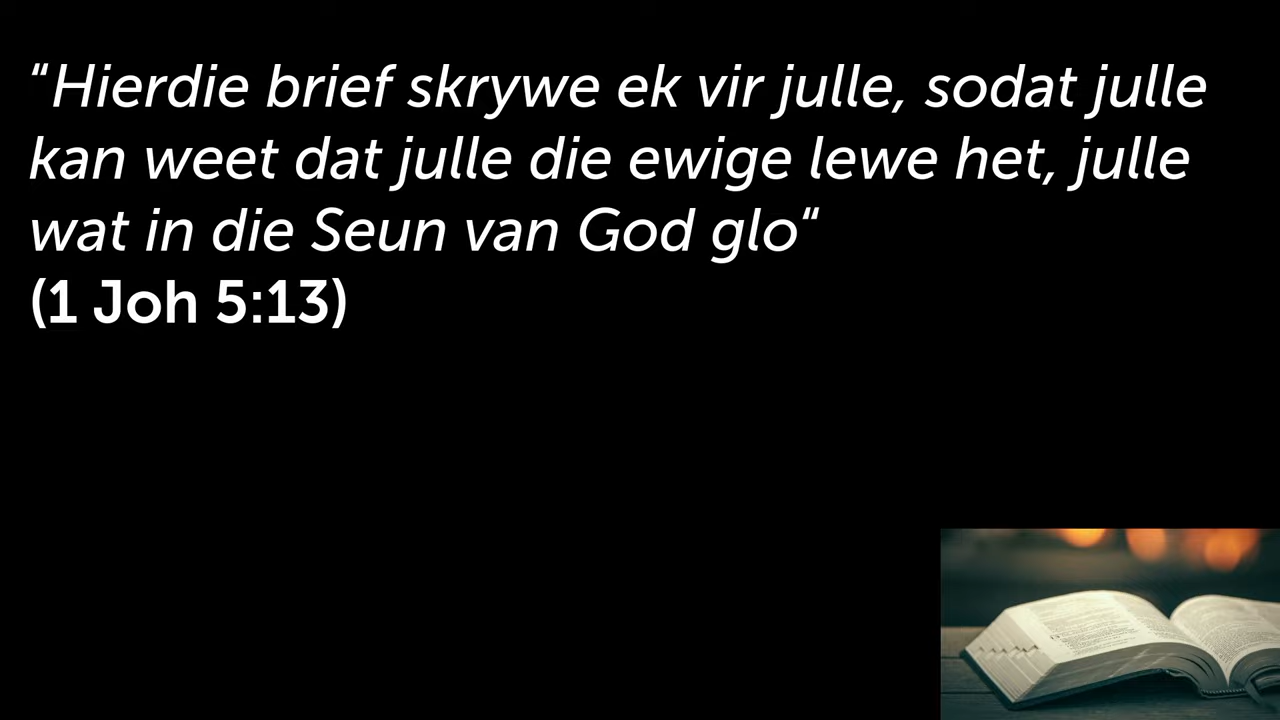 “Hierdie brief skrywe ek vir julle, sodat julle
kan weet dat julle die ewige lewe het, julle
wat in die Seun van God glo“
(1 Joh 5:13)